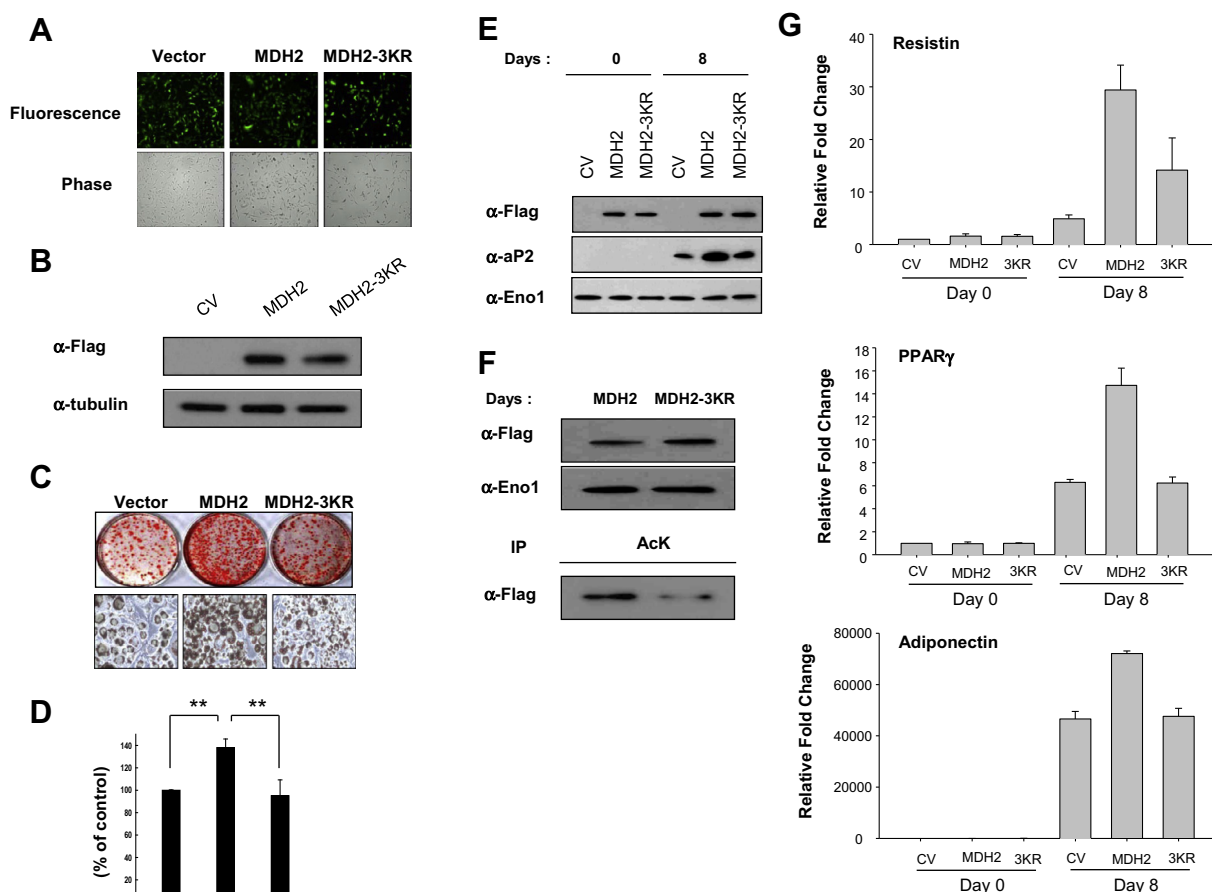 A
Vector MDH2 MDH2-3KR
Fluorescence
Phase
B
CV MDH2 MDH2-3KR
α-Flag
α-tubulin
C
Vector MDH2 MDH2-3KR
D
** **
(% of control)
140
120
100
80
60
40
20
E
Days : 0 8
CV MDH2 MDH2-3KR CV MDH2 MDH2-3KR
α-Flag
α-aP2
α-Eno1
F
Days : MDH2 MDH2-3KR
α-Flag
α-Eno1
IP AcK
α-Flag
G
Resistin
Relative Fold Change
40
30
20
10
0
CV MDH2 3KR CV MDH2 3KR
Day 0 Day 8
PPARγ
Relative Fold Change
18
16
14
12
10
8
6
4
2
0
CV MDH2 3KR CV MDH2 3KR
Day 0 Day 8
Adiponectin
Relative Fold Change
80000
60000
40000
20000
0
CV MDH2 3KR CV MDH2 3KR
Day 0 Day 8